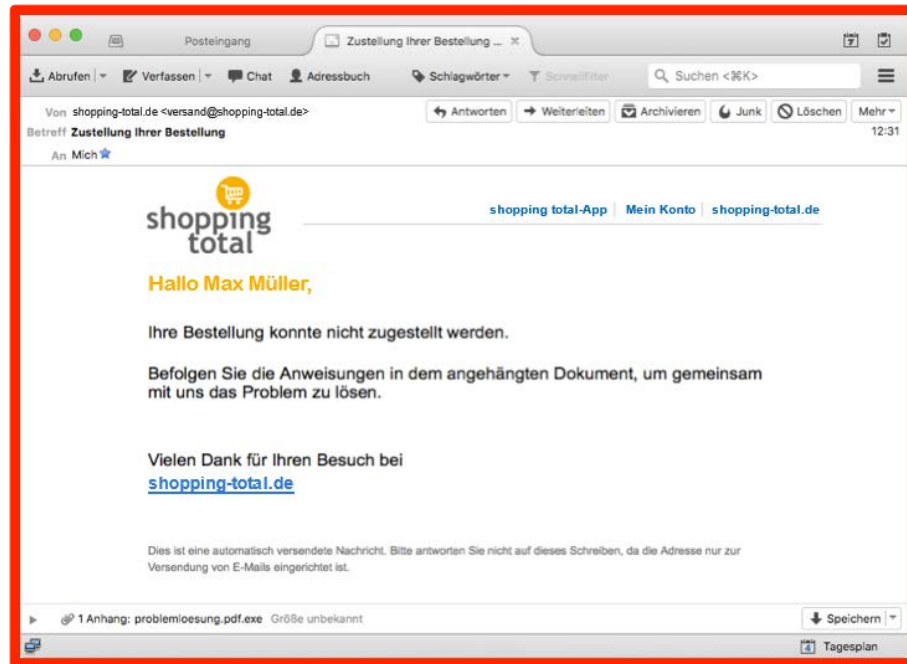 Posteingang
Zustellung Ihrer Bestellung ...
7
Abrufen
Verfassen
Chat
Adressbuch
Schlagwörter
Schnellfilter
Suchen <⌘K>
Von shopping-total.de <versand@shopping-total.de>
Antworten
Weiterleiten
Archivieren
Junk
Löschen
Mehr
Betreff Zustellung Ihrer Bestellung
12:31
An Mich
shopping
total
shopping total-App
Mein Konto
shopping-total.de
Hallo Max Müller,
Ihre Bestellung konnte nicht zugestellt werden.
Befolgen Sie die Anweisungen in dem angehängten Dokument, um gemeinsam
mit uns das Problem zu lösen.
Vielen Dank für Ihren Besuch bei
shopping-total.de
Dies ist eine automatisch versendete Nachricht. Bitte antworten Sie nicht auf dieses Schreiben, da die Adresse nur zur
Versendung von E-Mails eingerichtet ist.
1 Anhang: problemloesung.pdf.exe Größe unbekannt
Speichern
4
Tagesplan